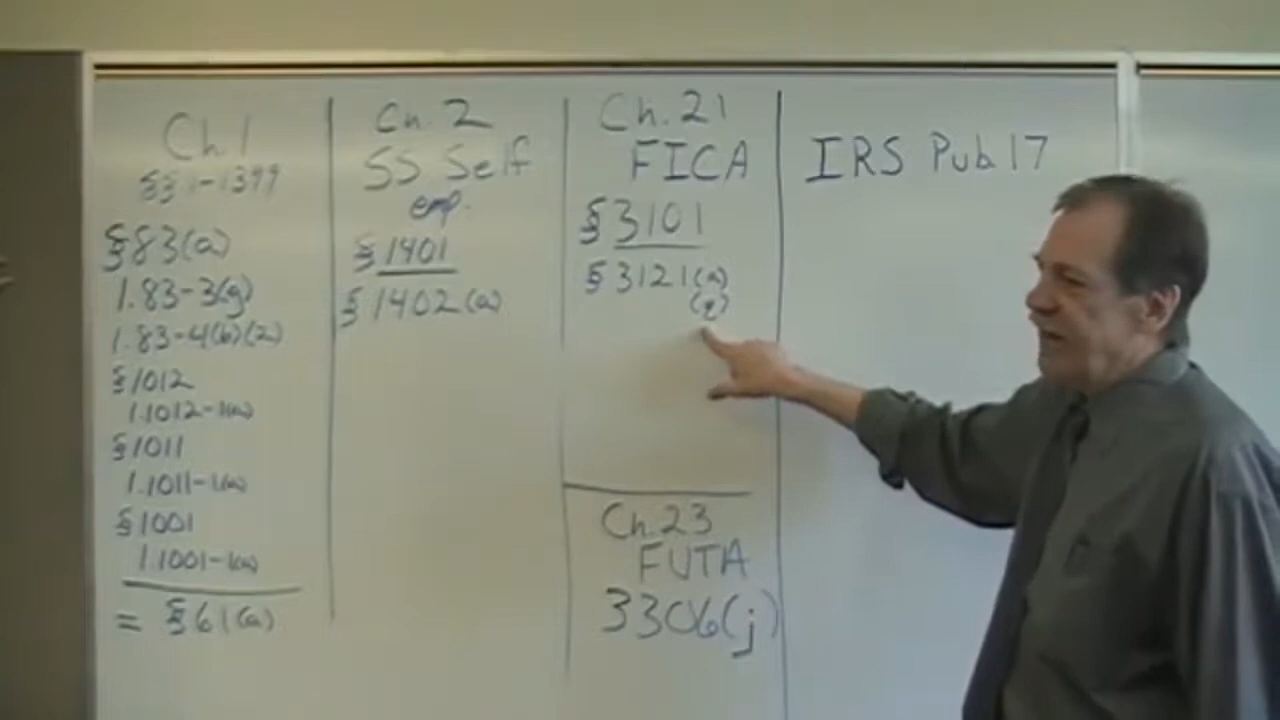 Ch.1
§§1-1399
§83(a)
1.83-3(g)
1.83-4(b)(2)
§1012
1.1012-1(a)
§1011
1.1011-1(a)
§1001
1.1001-1(a)
= §61(a)
Ch. 2
SS Self
emp.
§1401
§1402(a)
Ch.21
FICA
§3101
§3121(a)
Ch.23
FUTA
3306(j)
IRS Pub 17